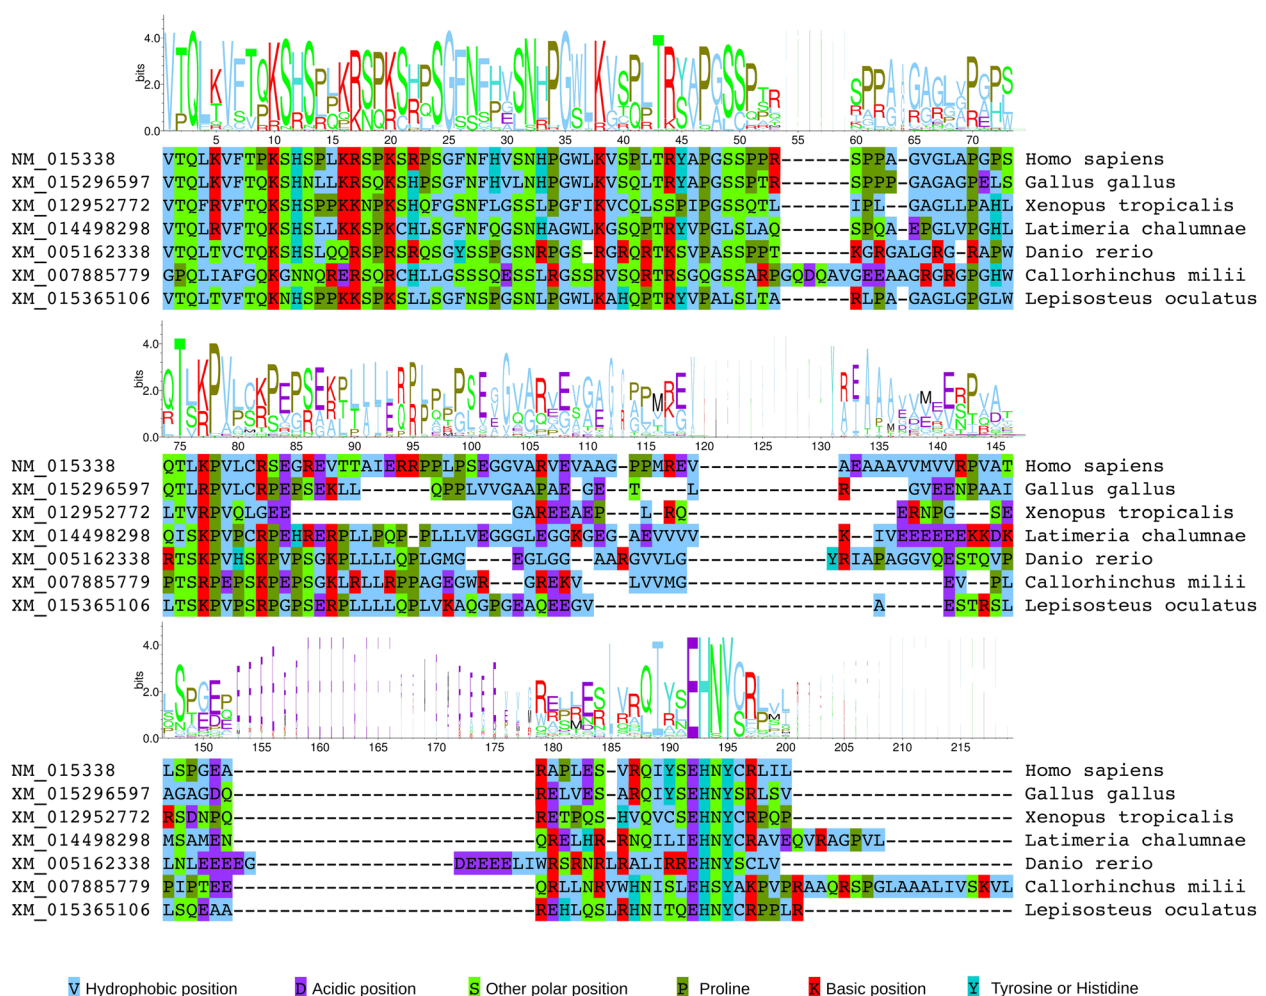 4.0
bits
2.0
0.0
5 10 15 20 25 30 35 40 45 50 55 60 65 70
NM_015338 VTQLKVFTPKSHSPLKRSPKSRPSGFNFHVSNHPGWLKVSPLTRYAPGSSPPR------SPPA-GVGLAPGPS Homo sapiens
XM_015296597 VTQLKVFTQKSHNLLKRSQKSHPSGFNFHVLNHPGWLKVSQLTRYAPGSSPTR------SPPP-GAGAGPELS Gallus gallus
XM_012952772 VTQFRVFTQKSHSPPKKNPKSHQFGSNFLGSSLPGFIKVCQLSSPIPGSSQTL------IPL--GAGLLPAHL Xenopus tropicalis
XM_014498298 VTQLRVFTQKSHSLLKKSPKCHLSGFNFQGSNHAGWLKGSQPTRYVPGLSLAQ------SPQA-EPGLVPGHL Latimeria chalumnae
XM_005162338 VTQLTVCTQKSHSLQQRSPRSRQSGYSSPGSNRPGS-RGRQRTKSVPASSPPT------KGRGALGRG-RAPW Danio rerio
XM_007885779 GPQLIAFGQKGNNQRERSQRCHLLGSSSQESSLRGSSRVSQRTRSGQGSSARPGQDQAVGEEAAGRGRGPGHW Callorhinchus milii
XM_015365106 VTQLTVFTQKNHSPPKKSPKSLLSGFNSPGSNLPGWLKAHQPTRYVPALSLTA------RLPA-GAGLGPGLW Lepisosteus oculatus
4.0
bits
2.0
0.0
75 80 85 90 95 100 105 110 115 120 125 130 135 140 145
NM_015338 QTLKPVLCRSEGREVTTAIERRPPLPSEGGVARVEVAAG-PPMREV------------AEAAAVVMVVRPVAT Homo sapiens
XM_015296597 QTLRPVLCRPEPSEKLL------QPPLVVGAAPAE-GE--T----L------------R-----GVEENPAAI Gallus gallus
XM_012952772 LTVRPVQLGEE-------------------GAREEAEP---L-RQ------------------ERNPG---SE Xenopus tropicalis
XM_014498298 QISKPVPCRPEHRERPLLPQP-PLLLVEGGGLEGGKGEG-AEVVVV------------K--IVEEEEEEKKDK Latimeria chalumnae
XM_005162338 RTSKPVHSKPVPSGKPLLLLQPLGMG----EGLGG--AARGVVLG------------YRIAPAGGVQESTQVP Danio rerio
XM_007885779 PTSRPEPSKPEPSGKLRLLRPPAGEGWR---GREKV----LVVMG----------------------EV--PL Callorhinchus milii
XM_015365106 LTSKPVPSRPGPSERPLLLLQPLVKAQGPGEAQEEGV------------------------A-----ESTRSL Lepisosteus oculatus
4.0
bits
2.0
0.0
150 155 160 165 170 175 180 185 190 195 200 205 210 215
NM_015338 LSPGEA--------------------------RAPLES-VRQIYSEHNYCRLIL------------------- Homo sapiens
XM_015296597 AGAGDQ--------------------------RELVES-ARQIYSEHNYSRLSV------------------- Gallus gallus
XM_012952772 RSDNPQ--------------------------RETPQS-HVQVCSEHNYCRPQP------------------- Xenopus tropicalis
XM_014498298 MSAMEN--------------------------QRELHR-RNQILIEHNYCRAVEQVRAGPVL----------- Latimeria chalumnae
XM_005162338 LNLEEEEG-----------------DEEEELIWRSRNRLRALIRREHNYSCLV-------------------- Danio rerio
XM_007885779 PIPTEE--------------------------QRLLNRVWHNISLEHSYAKPVPRAAQRSPGLAAALIVSKVL Callorhinchus milii
XM_015365106 LSQEAA--------------------------REHLQSLRHNITQEHNYCRPPLR------------------ Lepisosteus oculatus
V Hydrophobic position D Acidic position S Other polar position P Proline K Basic position Y Tyrosine or Histidine